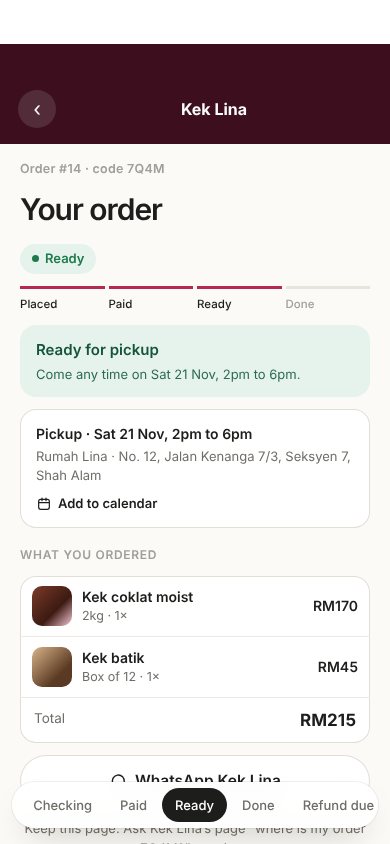 Kek Lina
Order #14 · code 7Q4M
Your order
Ready
Placed
Paid
Ready
Done
Ready for pickup
Come any time on Sat 21 Nov, 2pm to 6pm.
Pickup · Sat 21 Nov, 2pm to 6pm
Rumah Lina · No. 12, Jalan Kenanga 7/3, Seksyen 7,
Shah Alam
Add to calendar
WHAT YOU ORDERED
Kek coklat moist
RM170
2kg · 1×
Kek batik
RM45
Box of 12 · 1×
Total
RM215
WhatsApp Kek Lina
Checking
Paid
Ready
Done
Refund due
Keep this page. Ask Kek Lina's page "where is my order